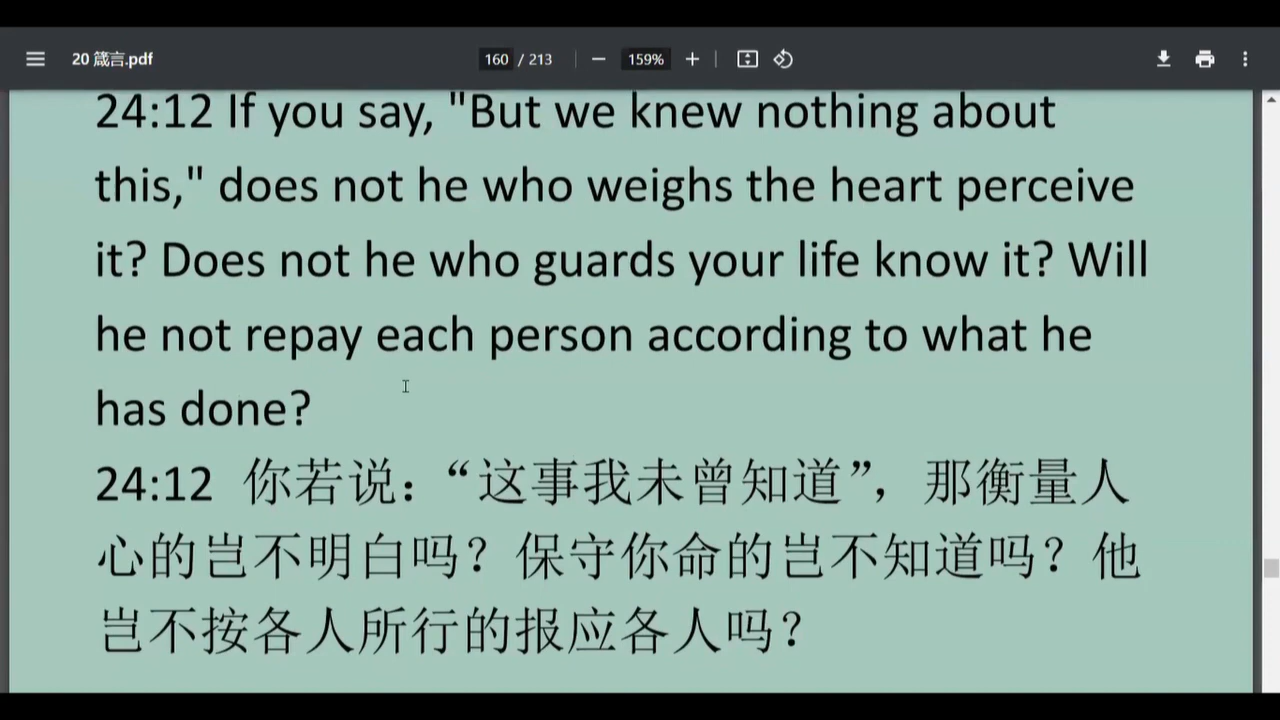 20 箴言.pdf
160 / 213
159%
24:12 If you say, "But we knew nothing about
this," does not he who weighs the heart perceive
it? Does not he who guards your life know it? Will
he not repay each person according to what he
has done?
24:12 你若说：“这事我未曾知道”，那衡量人
心的岂不明白吗？保守你命的岂不知道吗？他
岂不按各人所行的报应各人吗？